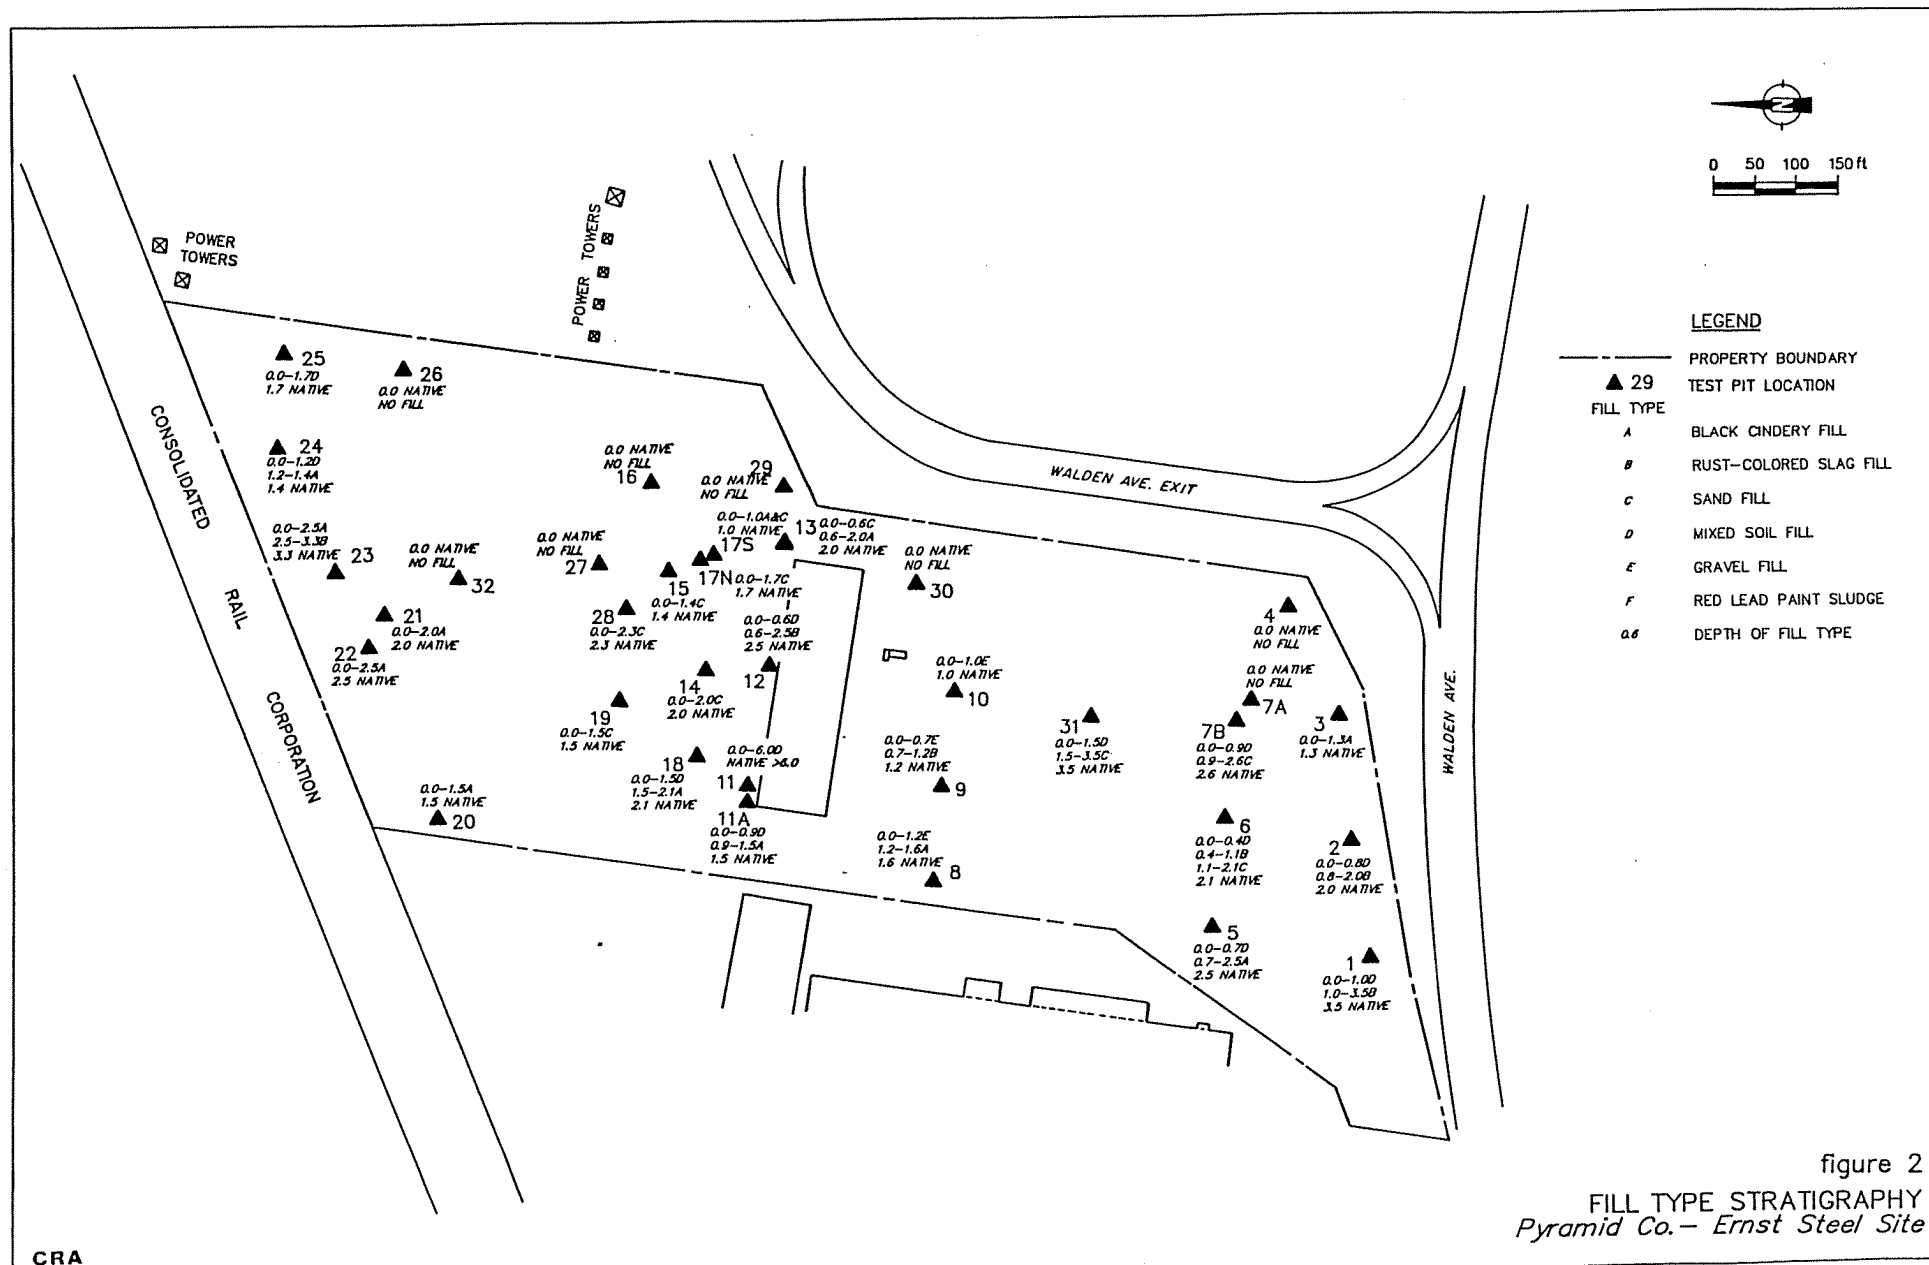 N
0 50 100 150 ft
POWER
TOWERS
POWER TOWERS
LEGEND
PROPERTY BOUNDARY
29 TEST PIT LOCATION
FILL TYPE
A BLACK CINDERY FILL
B RUST-COLORED SLAG FILL
C SAND FILL
D MIXED SOIL FILL
E GRAVEL FILL
F RED LEAD PAINT SLUDGE
0.6 DEPTH OF FILL TYPE
25
0.0-1.7D
1.7 NATIVE
26
0.0 NATIVE
NO FILL
24
0.0-1.2D
1.2-1.4A
1.4 NATIVE
0.0-2.5A
2.5-3.3B
3.3 NATIVE
23
0.0 NATIVE
NO FILL
32
21
0.0-2.0A
2.0 NATIVE
22
0.0-2.5A
2.5 NATIVE
0.0-1.5A
1.5 NATIVE
20
0.0 NATIVE
NO FILL
16
0.0 NATIVE
NO FILL
29
0.0 NATIVE
NO FILL
27
0.0-1.0A&C
1.0 NATIVE
17S
13
0.0-0.6C
0.6-2.0A
2.0 NATIVE
17N
0.0-1.7C
1.7 NATIVE
15
0.0-1.4C
1.4 NATIVE
28
0.0-2.3C
2.3 NATIVE
0.0-0.6D
0.6-2.5B
2.5 NATIVE
12
14
0.0-2.0C
2.0 NATIVE
19
0.0-1.5C
1.5 NATIVE
18
0.0-1.5D
1.5-2.1A
2.1 NATIVE
0.0-6.0D
NATIVE >6.0
11
11A
0.0-0.9D
0.9-1.5A
1.5 NATIVE
0.0 NATIVE
NO FILL
30
0.0-1.0E
1.0 NATIVE
10
0.0-0.7E
0.7-1.2B
1.2 NATIVE
9
0.0-1.2E
1.2-1.6A
1.6 NATIVE
8
31
0.0-1.5D
1.5-3.5C
3.5 NATIVE
4
0.0 NATIVE
NO FILL
0.0 NATIVE
NO FILL
7A
7B
0.0-0.9D
0.9-2.6C
2.6 NATIVE
3
0.0-1.3A
1.3 NATIVE
6
0.0-0.4D
0.4-1.1B
1.1-2.1C
2.1 NATIVE
2
0.0-0.8D
0.8-2.0B
2.0 NATIVE
5
0.0-0.7D
0.7-2.5A
2.5 NATIVE
1
0.0-1.0D
1.0-3.5B
3.5 NATIVE
CONSOLIDATED RAIL CORPORATION
WALDEN AVE. EXIT
WALDEN AVE.
figure 2
FILL TYPE STRATIGRAPHY
Pyramid Co.- Ernst Steel Site
CRA